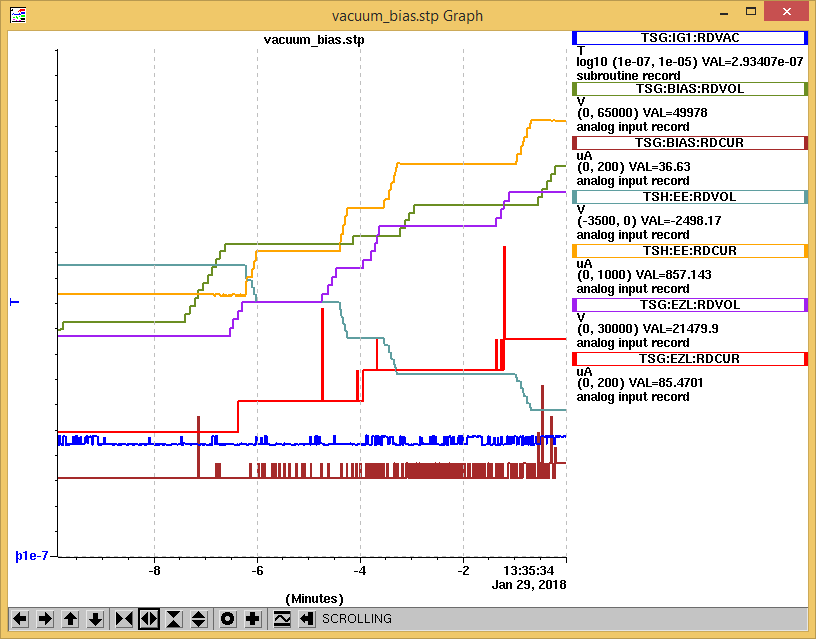 vacuum_bias.stp Graph
vacuum_bias.stp
TSG:IG1:RDVAC
T
log10 (1e-07, 1e-05) VAL=2.93407e-07
subroutine record
TSG:BIAS:RDVOL
V
(0, 65000) VAL=49978
analog input record
TSG:BIAS:RDCUR
uA
(0, 200) VAL=36.63
analog input record
TSH:EE:RDVOL
V
(-3500, 0) VAL=-2498.17
analog input record
TSH:EE:RDCUR
uA
(0, 1000) VAL=857.143
analog input record
TSG:EZL:RDVOL
V
(0, 30000) VAL=21479.9
analog input record
TSG:EZL:RDCUR
uA
(0, 200) VAL=85.4701
analog input record
T
1e-7
-8 -6 -4 -2 13:35:34
Jan 29, 2018
(Minutes)
SCROLLING